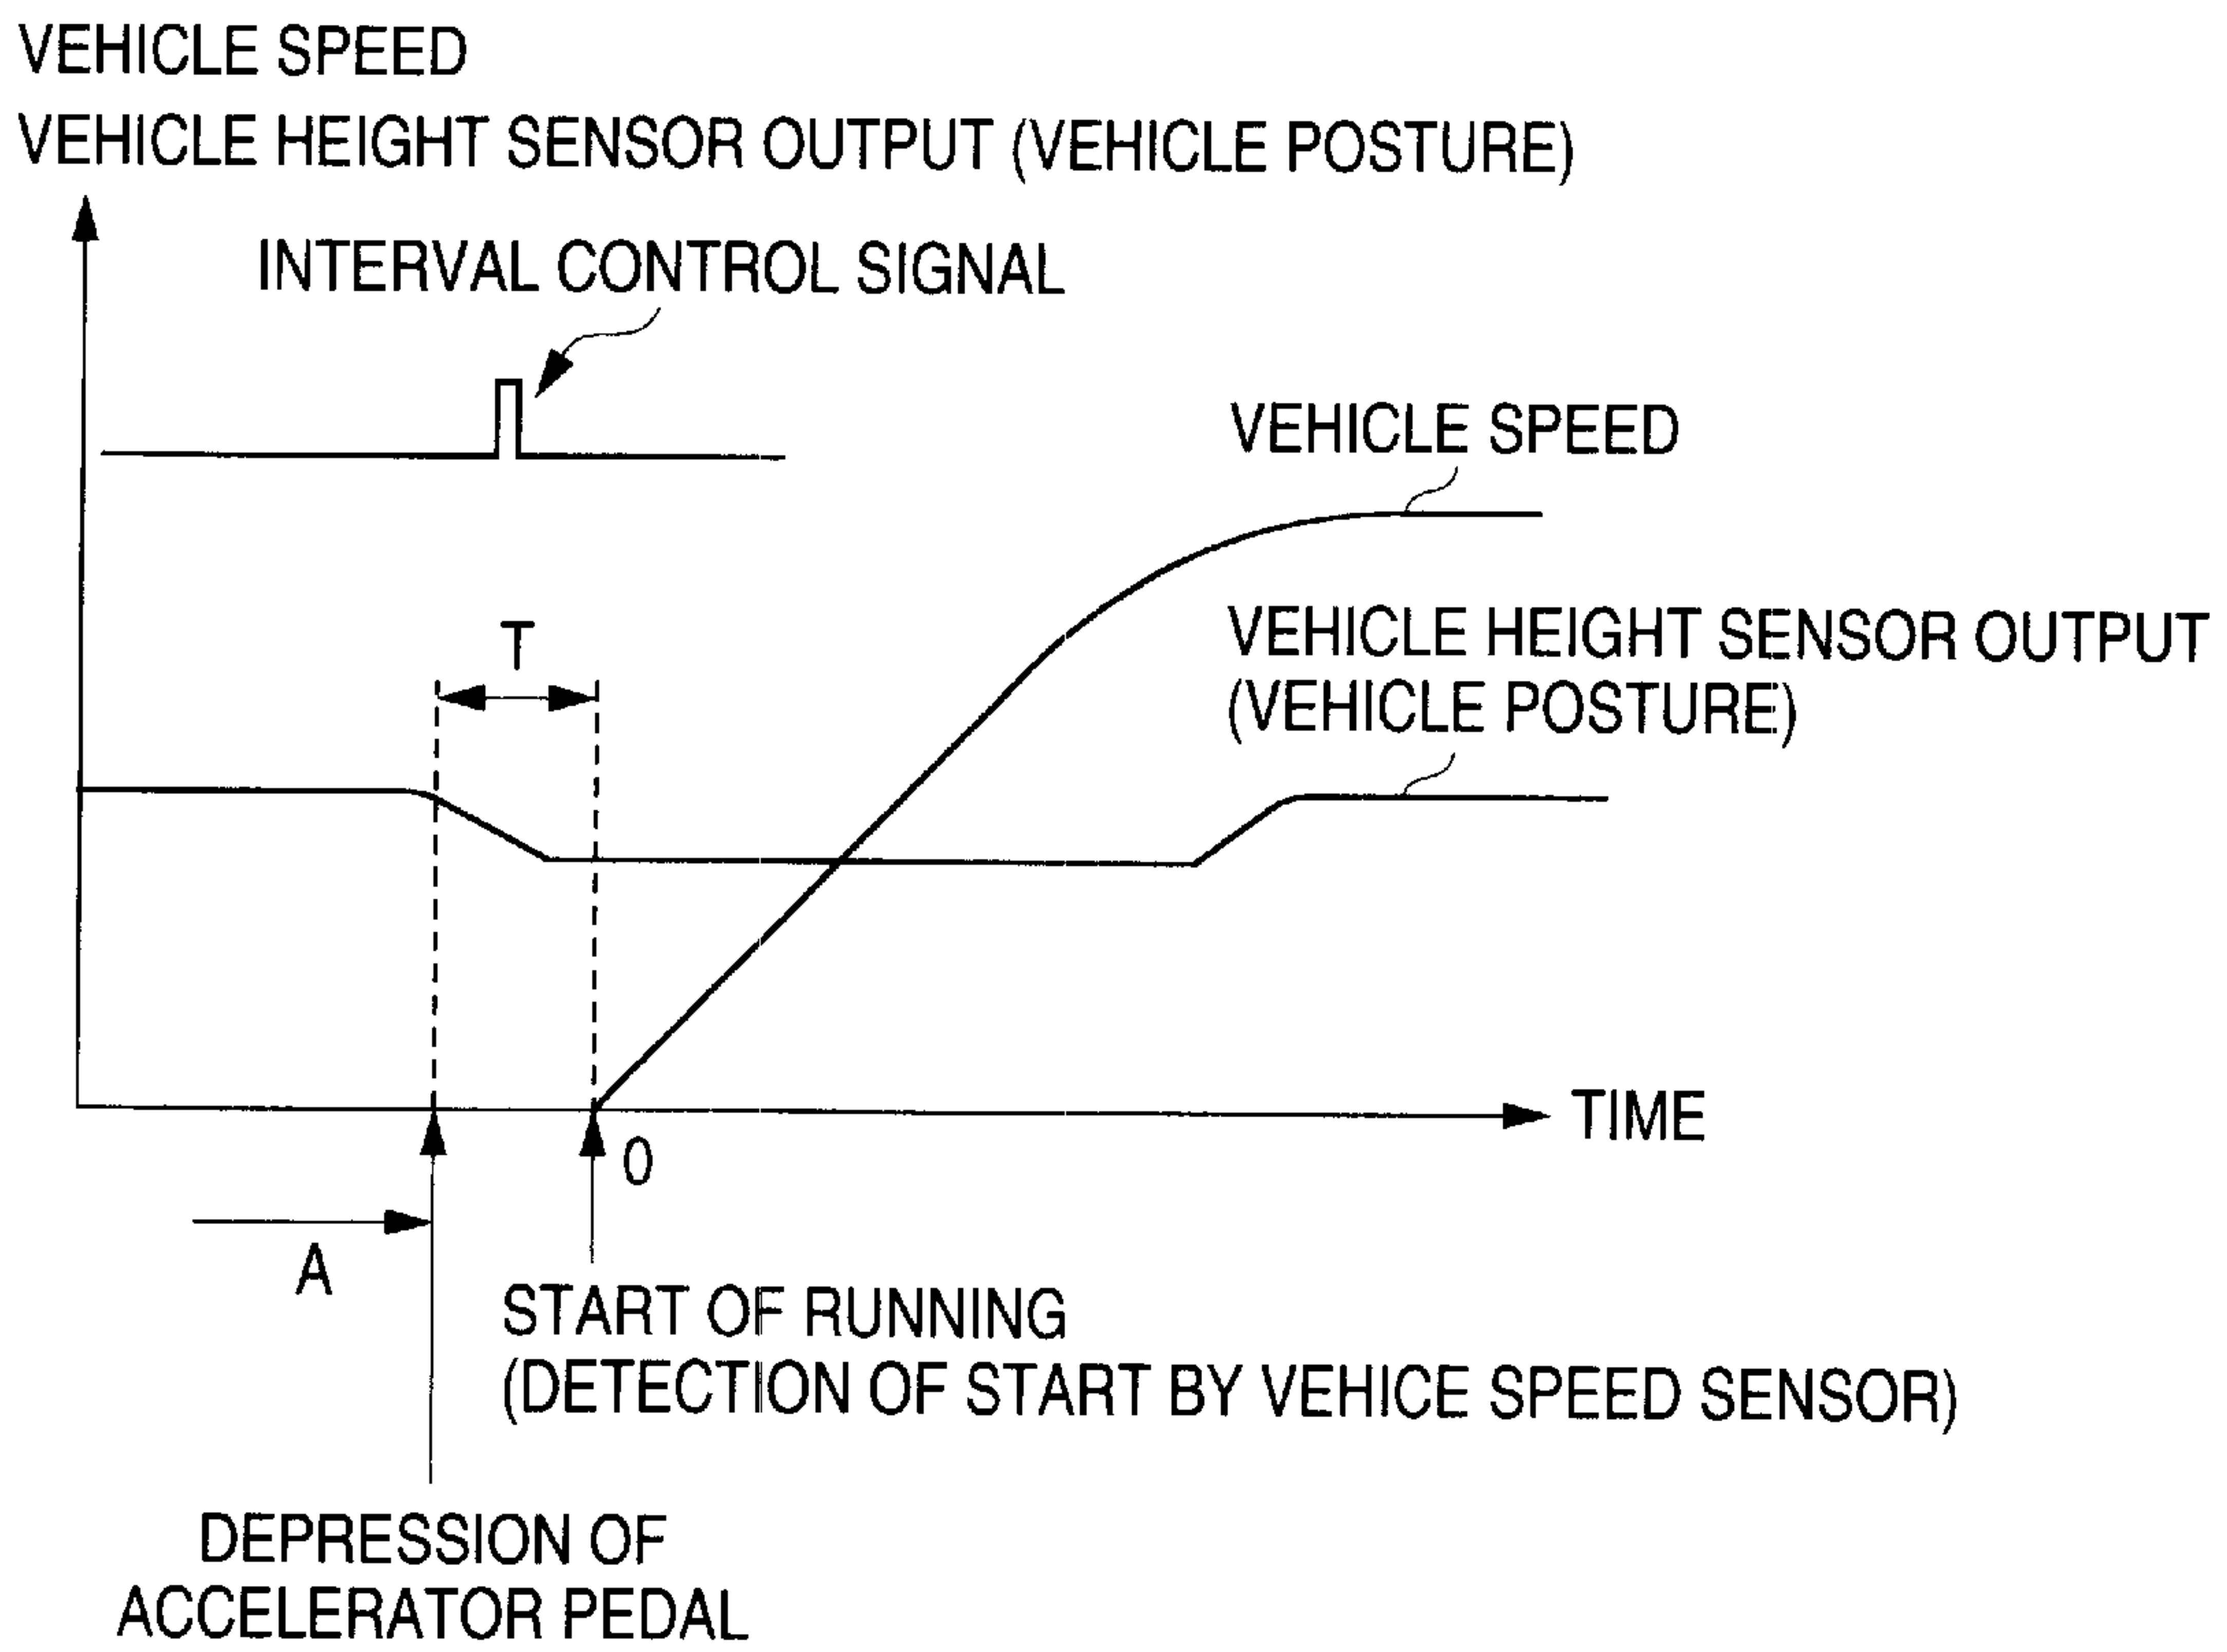 VEHICLE SPEED
VEHICLE HEIGHT SENSOR OUTPUT (VEHICLE POSTURE)
INTERVAL CONTROL SIGNAL
VEHICLE SPEED
T
VEHICLE HEIGHT SENSOR OUTPUT
(VEHICLE POSTURE)
TIME
0
A
START OF RUNNING
(DETECTION OF START BY VEHICE SPEED SENSOR)
DEPRESSION OF
ACCELERATOR PEDAL